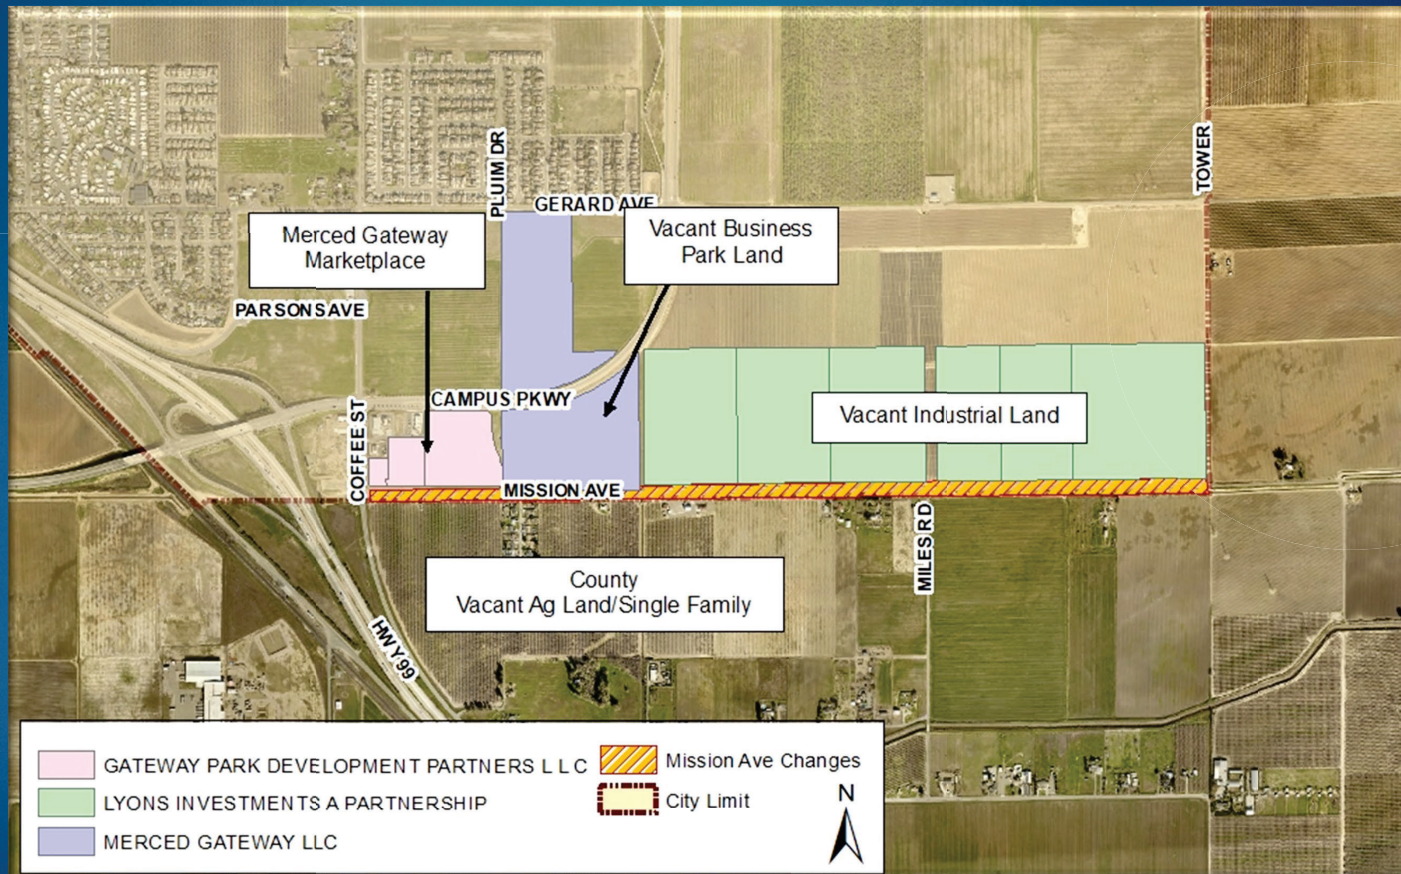 PLUIM DR
TOWER
GERARD AVE
Merced Gateway
Marketplace
Vacant Business
Park Land
PARSONS AVE
CAMPUS PKWY
Vacant Industrial Land
COFFEE ST
MISSION AVE
MILES RD
County
Vacant Ag Land/Single Family
HWY 99
GATEWAY PARK DEVELOPMENT PARTNERS L L C
LYONS INVESTMENTS A PARTNERSHIP
MERCED GATEWAY LLC
Mission Ave Changes
City Limit
N